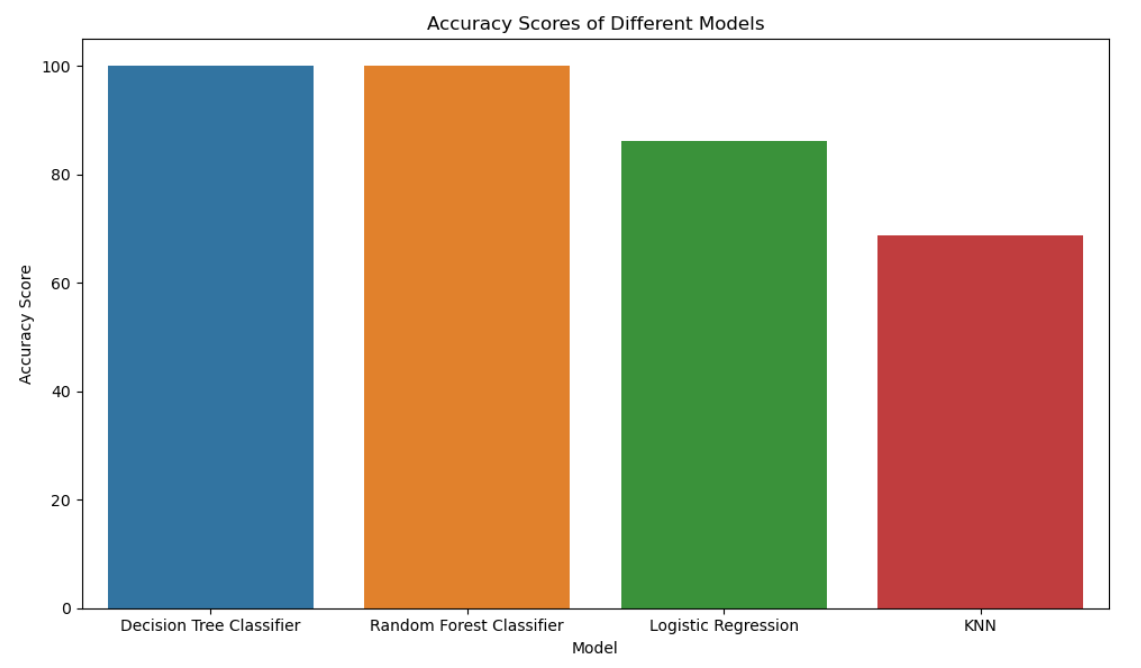 Accuracy Scores of Different Models
100
80
60
40
20
0
Accuracy Score
Decision Tree Classifier
Random Forest Classifier
Logistic Regression
KNN
Model